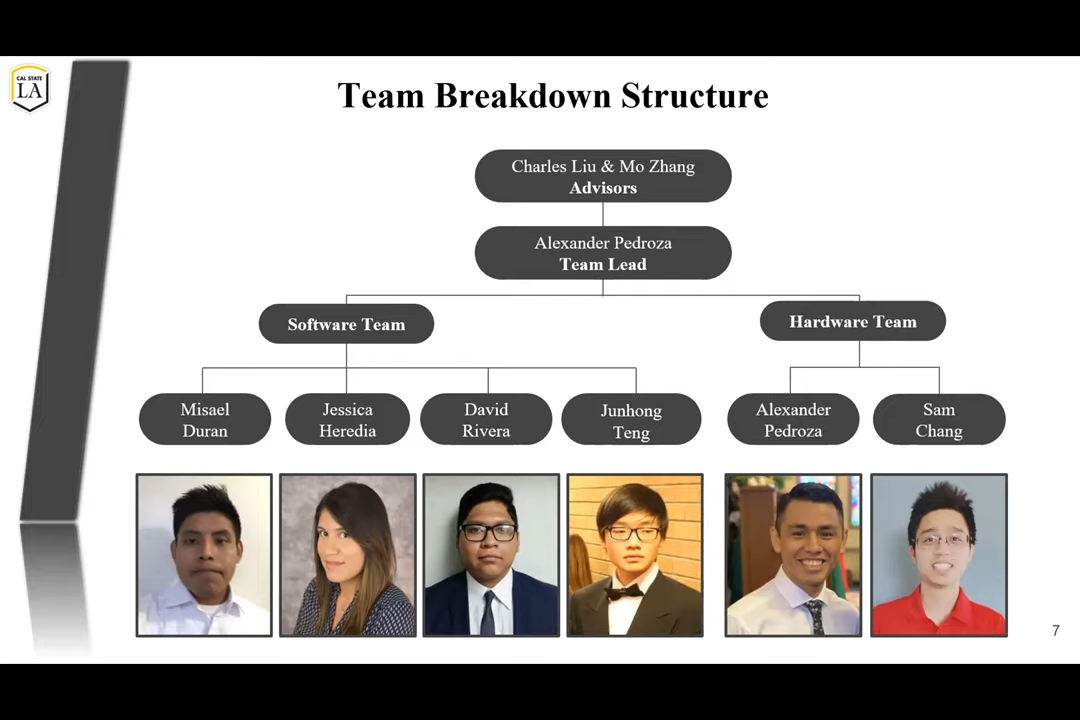 CAL STATE
LA
Team Breakdown Structure
Charles Liu & Mo Zhang
Advisors
Alexander Pedroza
Team Lead
Software Team
Hardware Team
Misael
Duran
Jessica
Heredia
David
Rivera
Junhong
Teng
Alexander
Pedroza
Sam
Chang
7